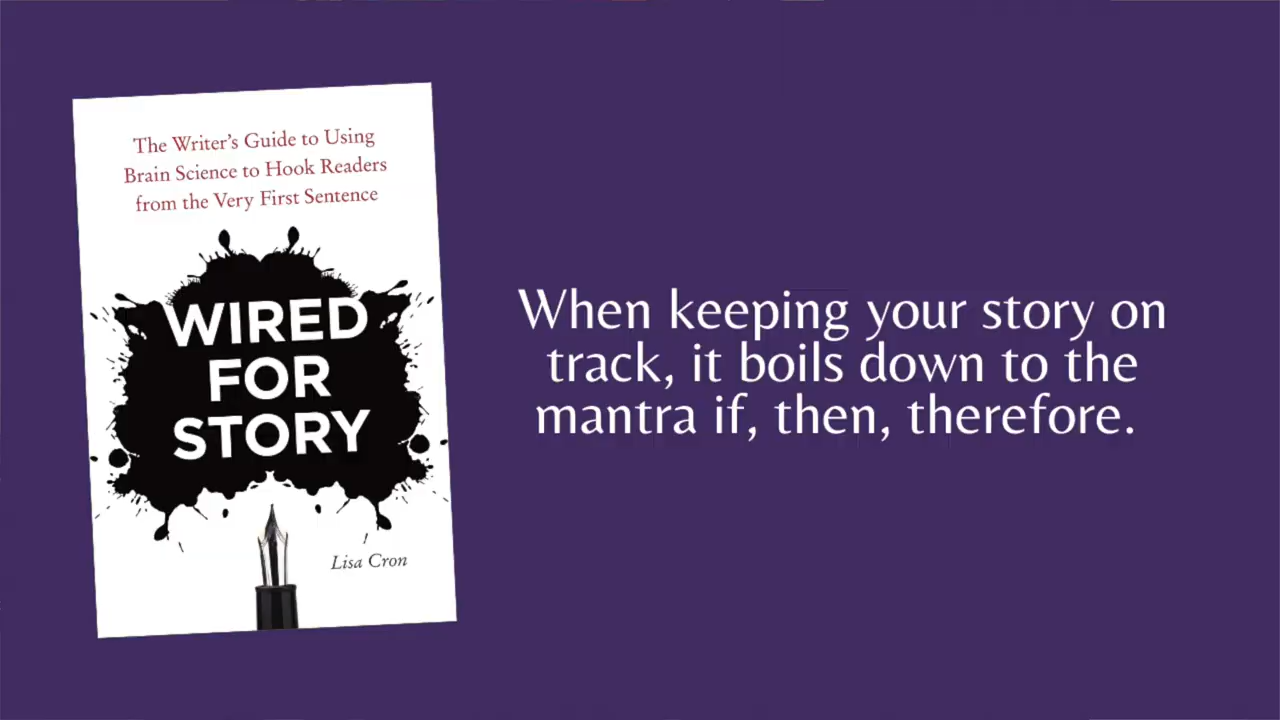 The Writer's Guide to Using
Brain Science to Hook Readers
from the Very First Sentence
WIRED
FOR
STORY
Lisa Cron
When keeping your story on
track, it boils down to the
mantra if, then, therefore.